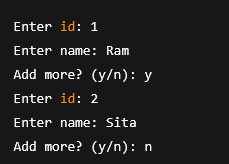 Enter id: 1
Enter name: Ram
Add more? (y/n): y
Enter id: 2
Enter name: Sita
Add more? (y/n): n